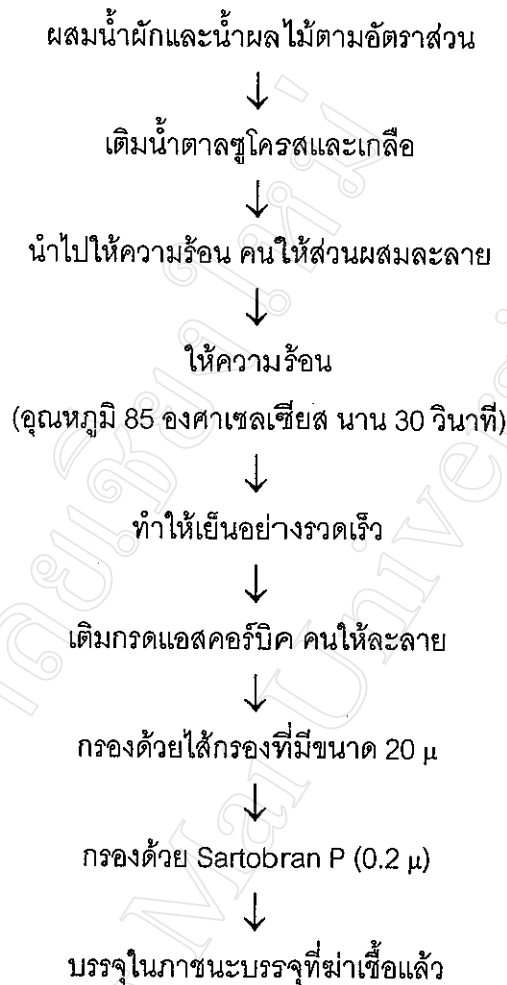 ผสมน้ำผักและน้ำผลไม้ตามอัตราส่วน
↓
เติมน้ำตาลซูโครสและเกลือ
↓
นำไปให้ความร้อน คนให้ส่วนผสมละลาย
↓
ให้ความร้อน
(อุณหภูมิ 85 องศาเซลเซียส นาน 30 วินาที)
↓
ทำให้เย็นอย่างรวดเร็ว
↓
เติมกรดแอสคอร์บิค คนให้ละลาย
↓
กรองด้วยไส้กรองที่มีขนาด 20 μ
↓
กรองด้วย Sartobran P (0.2 μ)
↓
บรรจุในภาชนะบรรจุที่ฆ่าเชื้อแล้ว